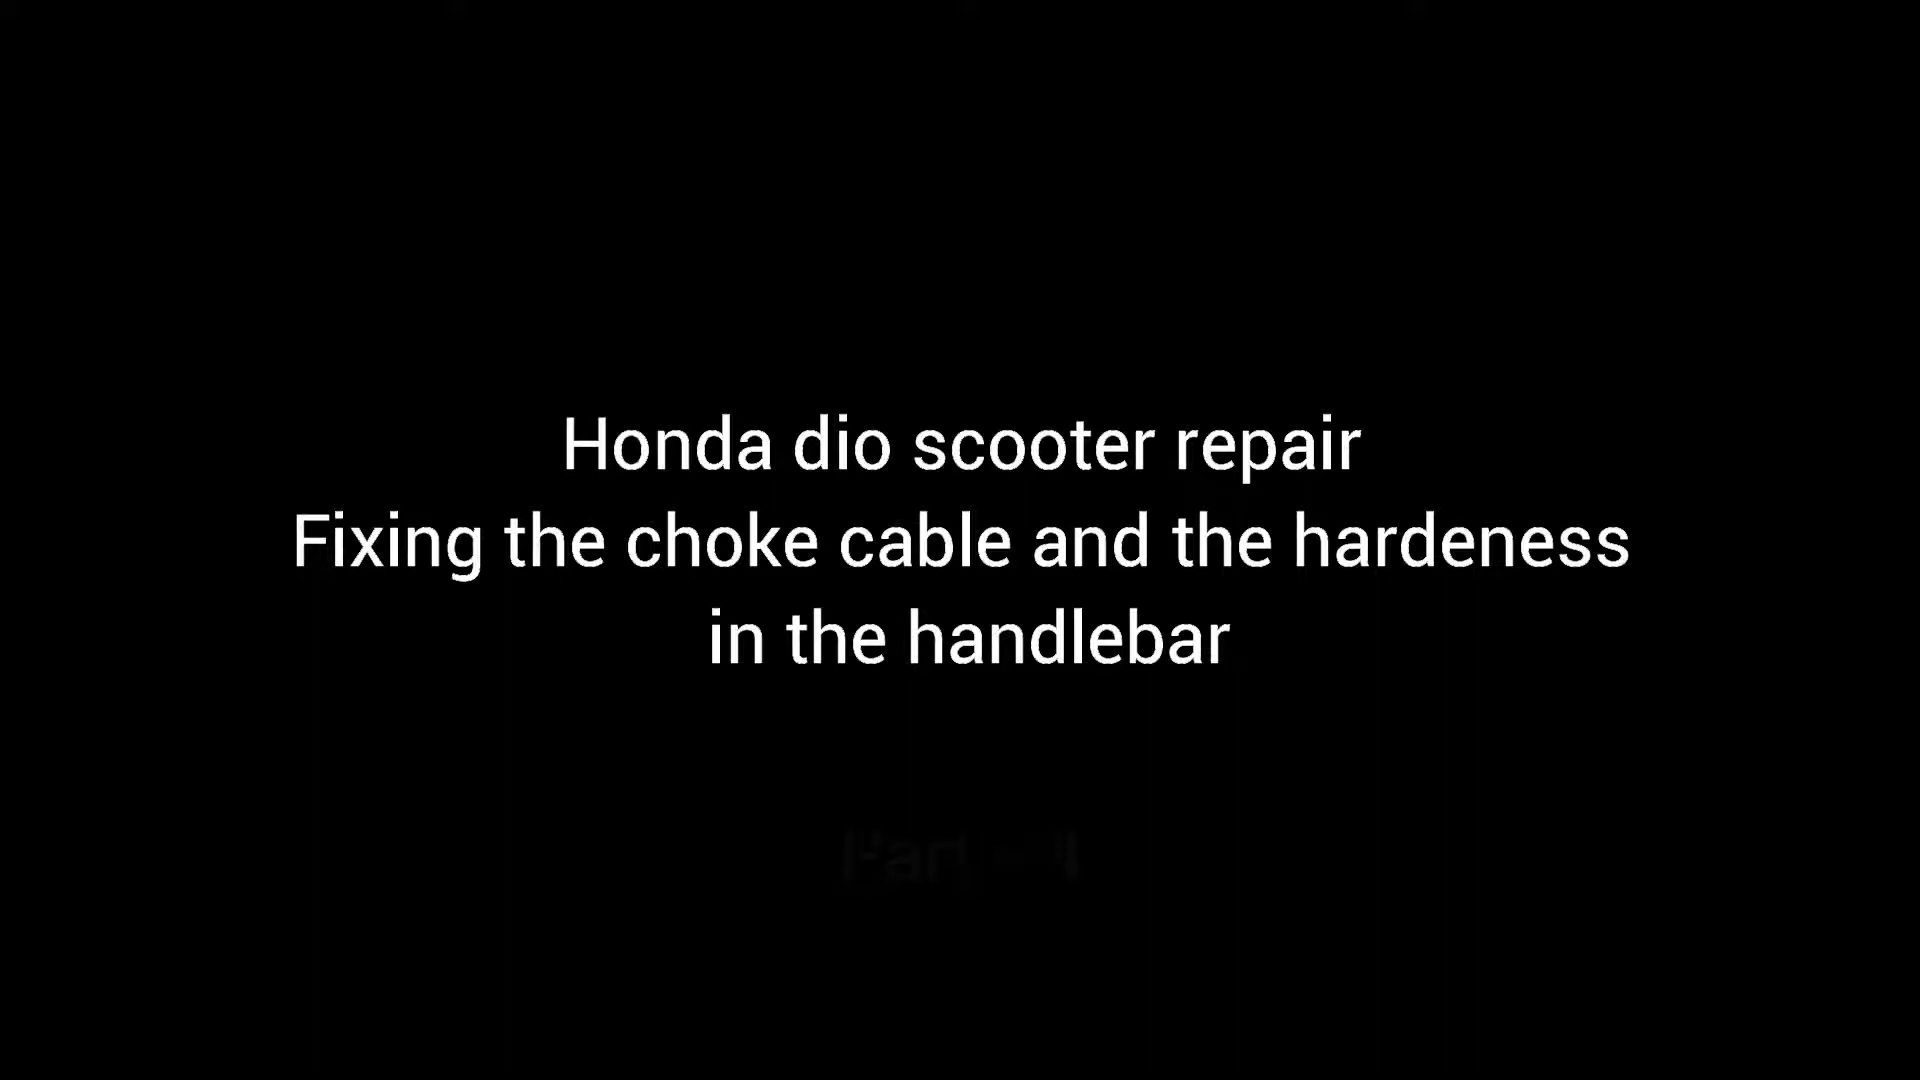 Honda dio scooter repair
Fixing the choke cable and the hardeness
in the handlebar